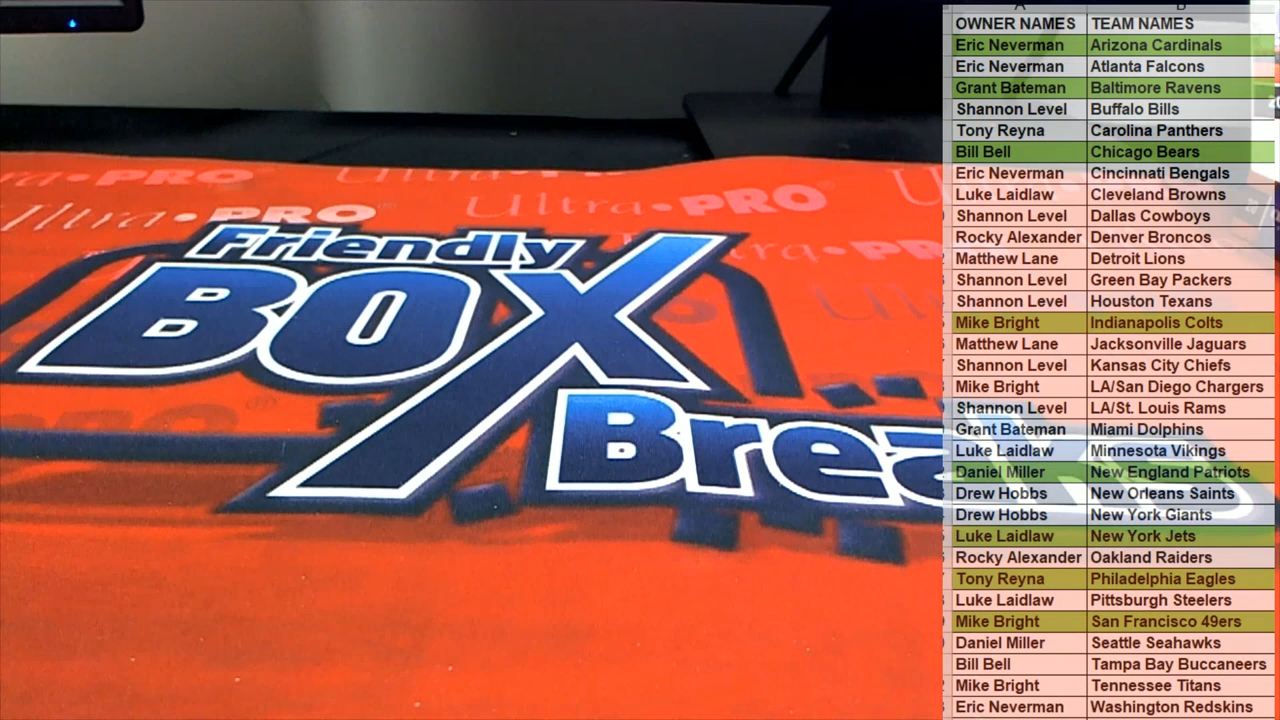 A B
OWNER NAMES TEAM NAMES
Eric Neverman Arizona Cardinals
Eric Neverman Atlanta Falcons
Grant Bateman Baltimore Ravens
Shannon Level Buffalo Bills
Tony Reyna Carolina Panthers
Bill Bell Chicago Bears
Eric Neverman Cincinnati Bengals
Luke Laidlaw Cleveland Browns
Shannon Level Dallas Cowboys
Rocky Alexander Denver Broncos
Matthew Lane Detroit Lions
Shannon Level Green Bay Packers
Shannon Level Houston Texans
Mike Bright Indianapolis Colts
Matthew Lane Jacksonville Jaguars
Shannon Level Kansas City Chiefs
Mike Bright LA/San Diego Chargers
Shannon Level LA/St. Louis Rams
Grant Bateman Miami Dolphins
Luke Laidlaw Minnesota Vikings
Daniel Miller New England Patriots
Drew Hobbs New Orleans Saints
Drew Hobbs New York Giants
Luke Laidlaw New York Jets
Rocky Alexander Oakland Raiders
Tony Reyna Philadelphia Eagles
Luke Laidlaw Pittsburgh Steelers
Mike Bright San Francisco 49ers
Daniel Miller Seattle Seahawks
Bill Bell Tampa Bay Buccaneers
Mike Bright Tennessee Titans
Eric Neverman Washington Redskins
Ultra•PRO
Ultra•PRO
Friendly
BOX
Breaks